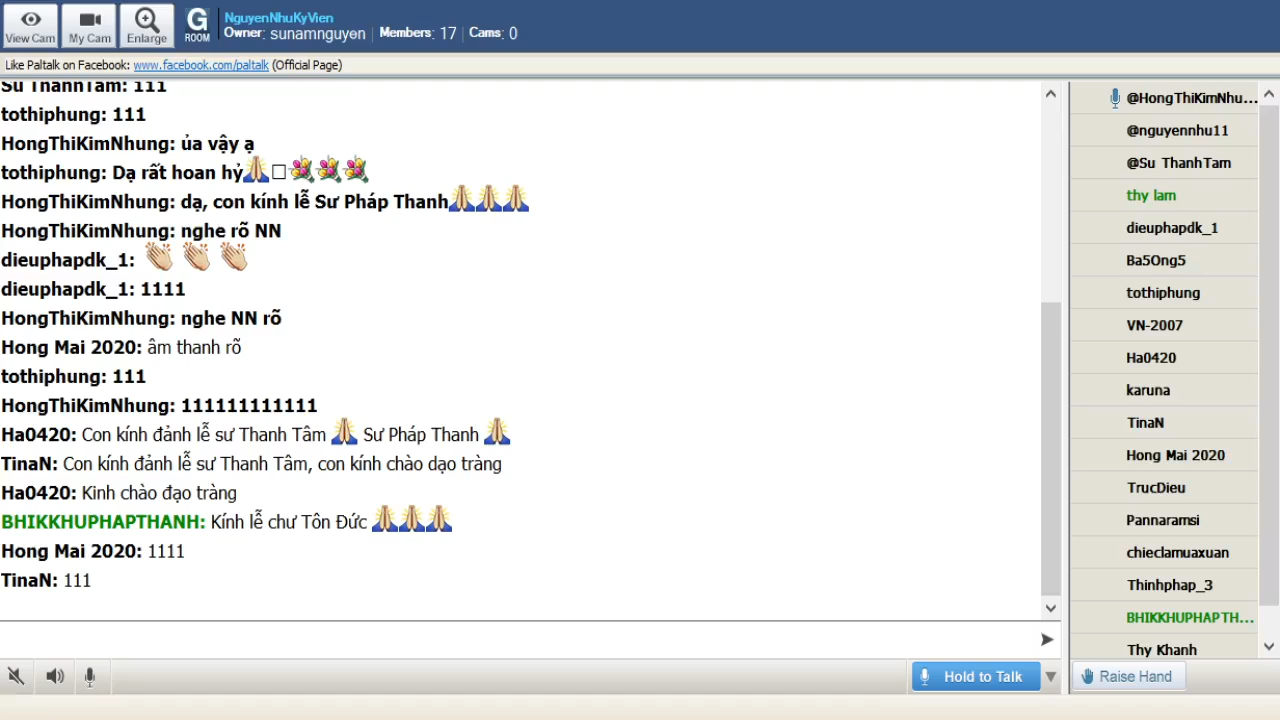 View Cam
My Cam
Enlarge
G
ROOM
NguyenNhuKyVien
Owner: sunamnguyen | Members: 17 | Cams: 0
Like Paltalk on Facebook: www.facebook.com/paltalk (Official Page)
Su ThanhTam: 111
tothiphung: 111
HongThiKimNhung: ủa vậy ạ
tothiphung: Dạ rất hoan hỷ
HongThiKimNhung: dạ, con kính lễ Sư Pháp Thanh
HongThiKimNhung: nghe rõ NN
dieuphapdk_1:
dieuphapdk_1: 1111
HongThiKimNhung: nghe NN rõ
Hong Mai 2020: âm thanh rõ
tothiphung: 111
HongThiKimNhung: 111111111111
Ha0420: Con kính đảnh lễ sư Thanh Tâm Sư Pháp Thanh
TinaN: Con kính đảnh lễ sư Thanh Tâm, con kính chào dạo tràng
Ha0420: Kinh chào đạo tràng
BHIKKHUPHAPTHANH: Kính lễ chư Tôn Đức
Hong Mai 2020: 1111
TinaN: 111
Hold to Talk
@HongThiKimNhu...
@nguyennhu11
@Su ThanhTam
thy lam
dieuphapdk_1
Ba5Ong5
tothiphung
VN-2007
Ha0420
karuna
TinaN
Hong Mai 2020
TrucDieu
Pannaramsi
chieclamuaxuan
Thinhphap_3
BHIKKHUPHAPTH...
Thy Khanh
Raise Hand